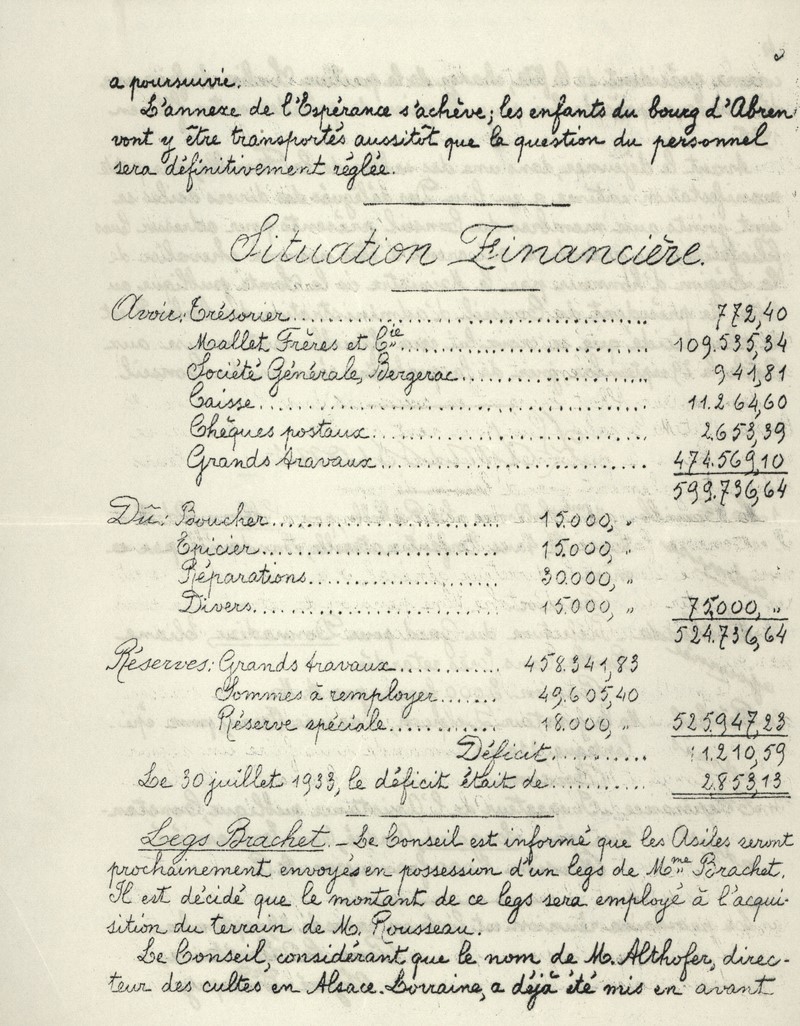 a poursuivie.
L'annexe de l'Espérance s'achève; les enfants du bourg d'Abren
vont y être transportés aussitôt que la question du personnel
sera définitivement réglée.
Situation Financière.
Avoir: Trésorier........................ 772,40
Mallet Frères et Cie........................ 109.535,34
Société Générale, Bergerac........................ 941,81
Caisse........................ 11.264,60
Chèques postaux........................ 2.653,39
Grands travaux........................ 474.569,10
599.736,64
Dû: Boucher........................ 15.000, "
Epicier........................ 15.000, "
Réparations........................ 30.000, "
Divers........................ 15.000, " 75.000, "
524.736,64
Réserves: Grands travaux............ 458.341,83
Sommes à remployer....... 49.605,40
Réserve spéciale............ 18.000, " 525.947,23
Déficit.......... 1.210,59
Le 30 juillet 1933, le déficit était de............ 2.853,13
Legs Brachet. – Le Conseil est informé que les Asiles seront
prochainement envoyés en possession d'un legs de Mme Brachet.
Il est décidé que le montant de ce legs sera employé à l'acqui-
sition du terrain de M. Rousseau.
Le Conseil, considérant que le nom de M. Althofer, direc-
teur des cultes en Alsace-Lorraine, a déjà été mis en avant